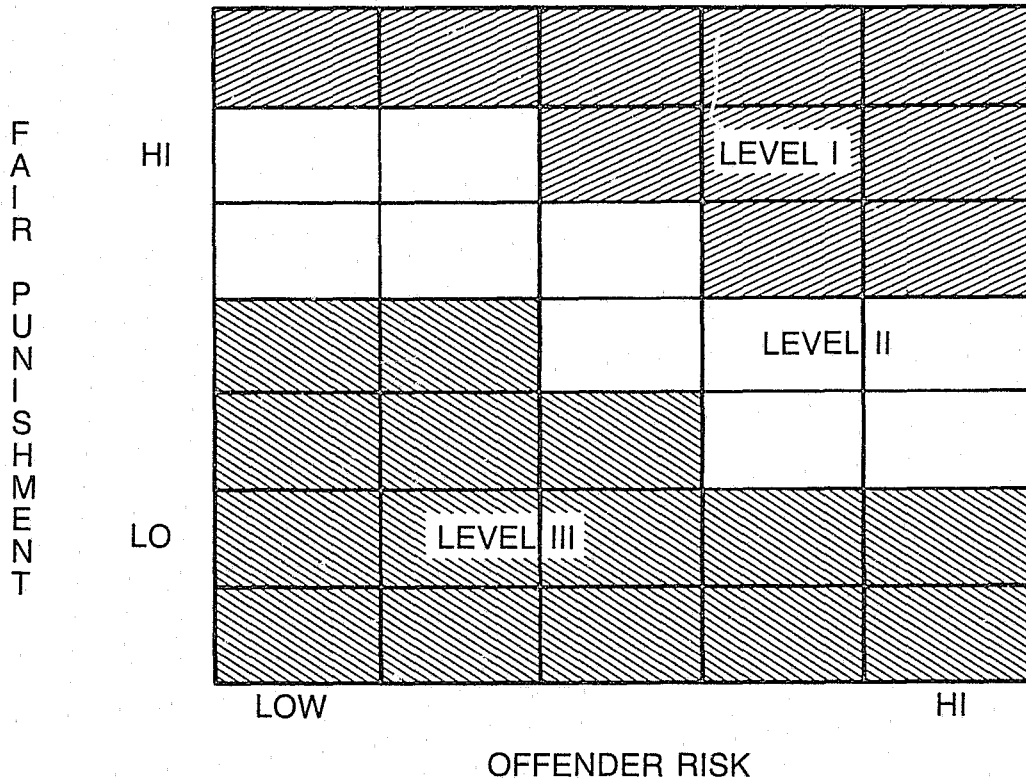 FAIR PUNISHMENT
HI
LEVEL I
LEVEL II
LO
LEVEL III
LOW
HI
OFFENDER RISK